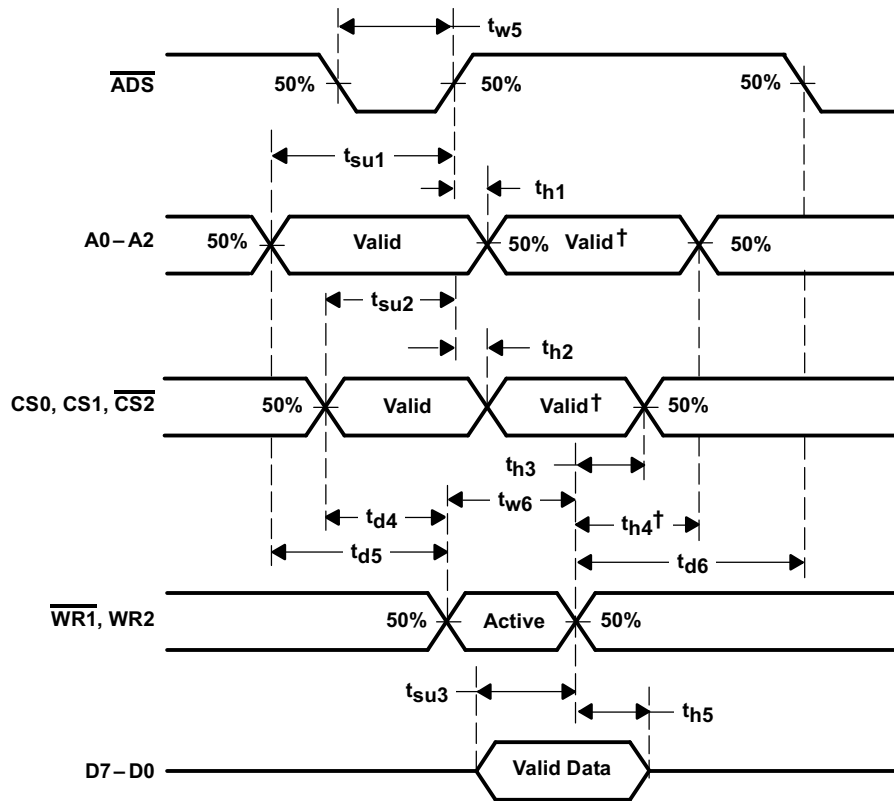 tw5
ADS
50%
50%
50%
tsu1
th1
A0–A2
50%
Valid
50%
Valid†
50%
tsu2
th2
CS0, CS1, CS2
50%
Valid
Valid†
50%
th3
tw6
td4
th4†
td5
td6
WR1, WR2
50%
Active
50%
tsu3
th5
D7–D0
Valid Data